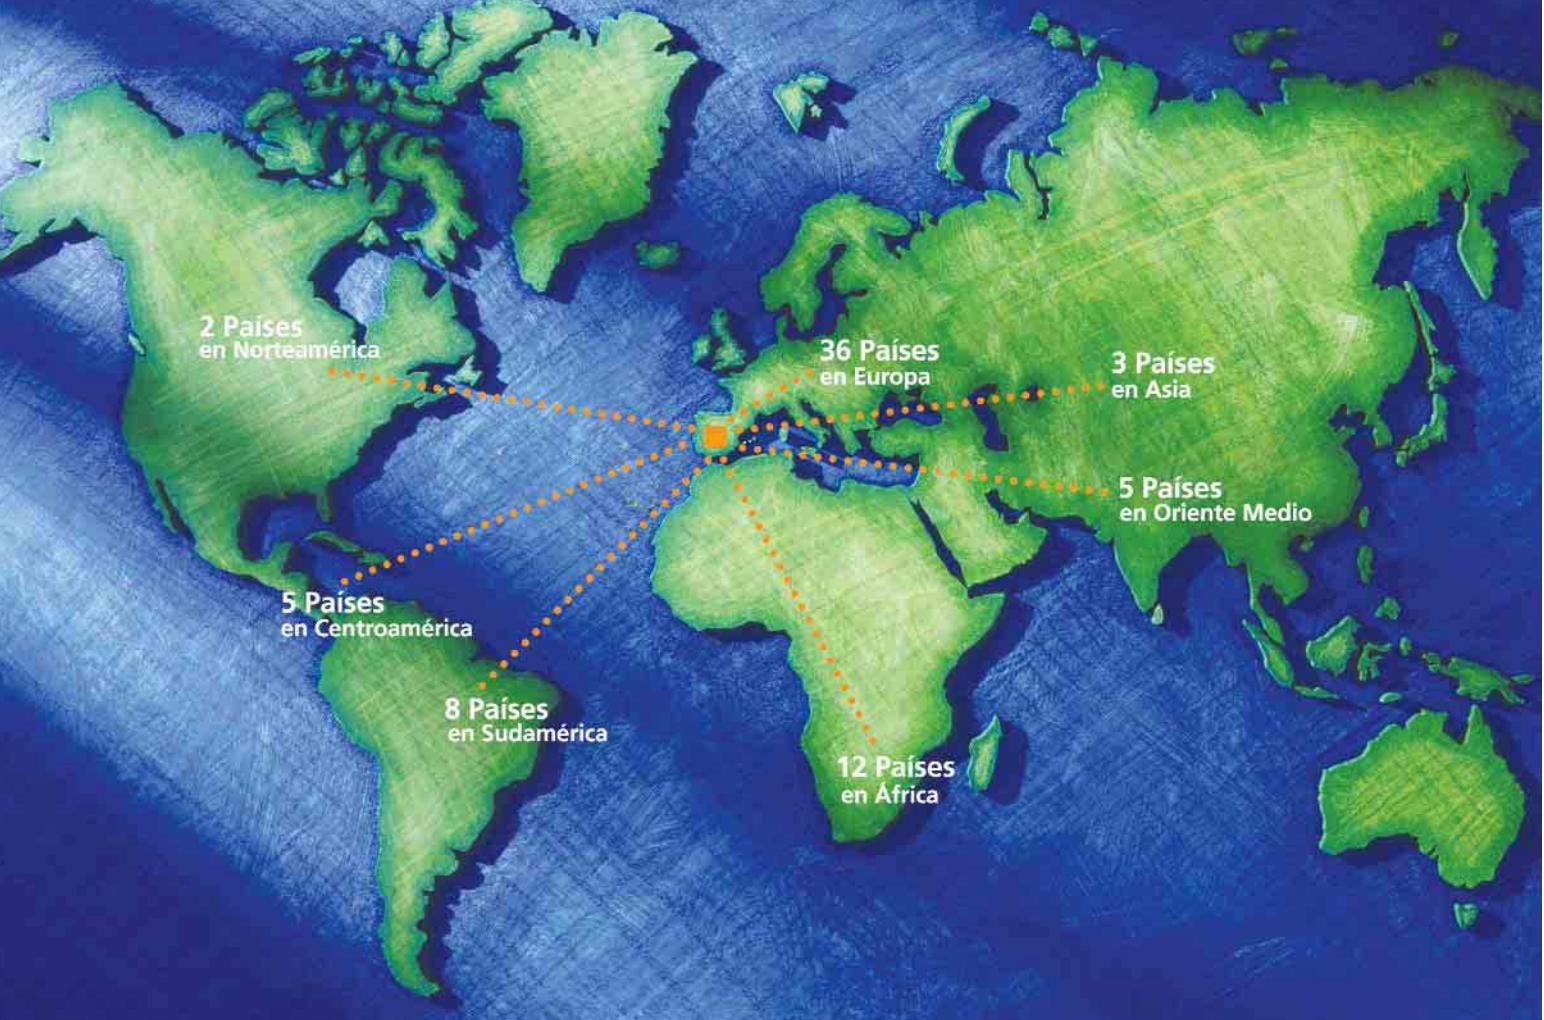 2 Países
en Norteamérica
36 Países
en Europa
3 Países
en Asia
5 Países
en Oriente Medio
5 Países
en Centroamérica
8 Países
en Sudamérica
12 Países
en África